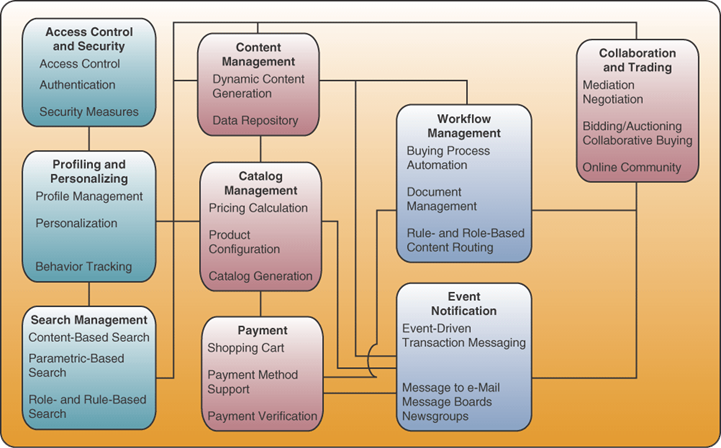 Access Control
and Security
Access Control
Authentication
Security Measures
Profiling and
Personalizing
Profile Management
Personalization
Behavior Tracking
Search Management
Content-Based Search
Parametric-Based
Search
Role- and Rule-Based
Search
Content
Management
Dynamic Content
Generation
Data Repository
Catalog
Management
Pricing Calculation
Product
Configuration
Catalog Generation
Payment
Shopping Cart
Payment Method
Support
Payment Verification
Workflow
Management
Buying Process
Automation
Document
Management
Rule- and Role-Based
Content Routing
Event
Notification
Event-Driven
Transaction Messaging
Message to e-Mail
Message Boards
Newsgroups
Collaboration
and Trading
Mediation
Negotiation
Bidding/Auctioning
Collaborative Buying
Online Community